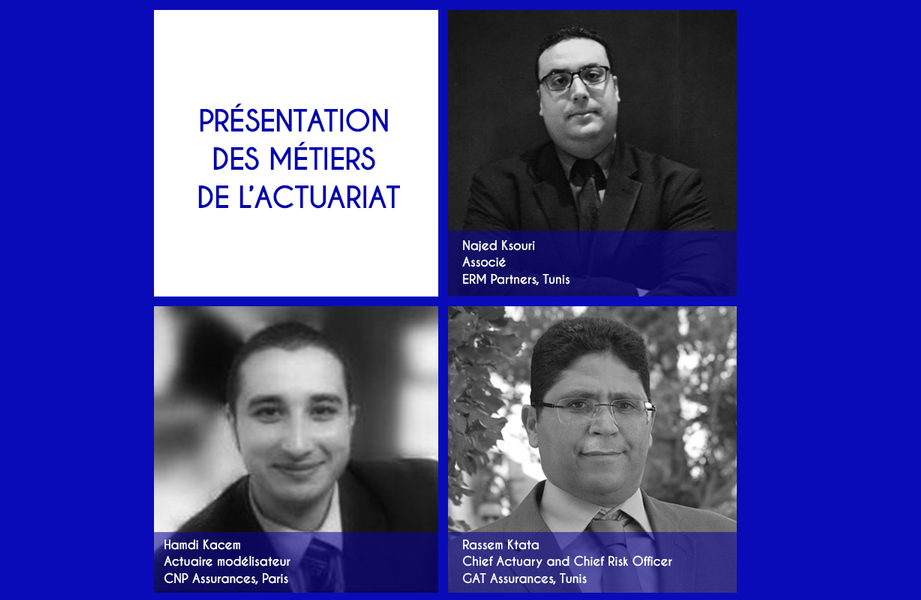 PRÉSENTATION
DES MÉTIERS
DE L'ACTUARIAT
Najed Ksouri
Associé
ERM Partners, Tunis
Hamdi Kacem
Actuaire modélisateur
CNP Assurances, Paris
Rassem Ktata
Chief Actuary and Chief Risk Officer
GAT Assurances, Tunis